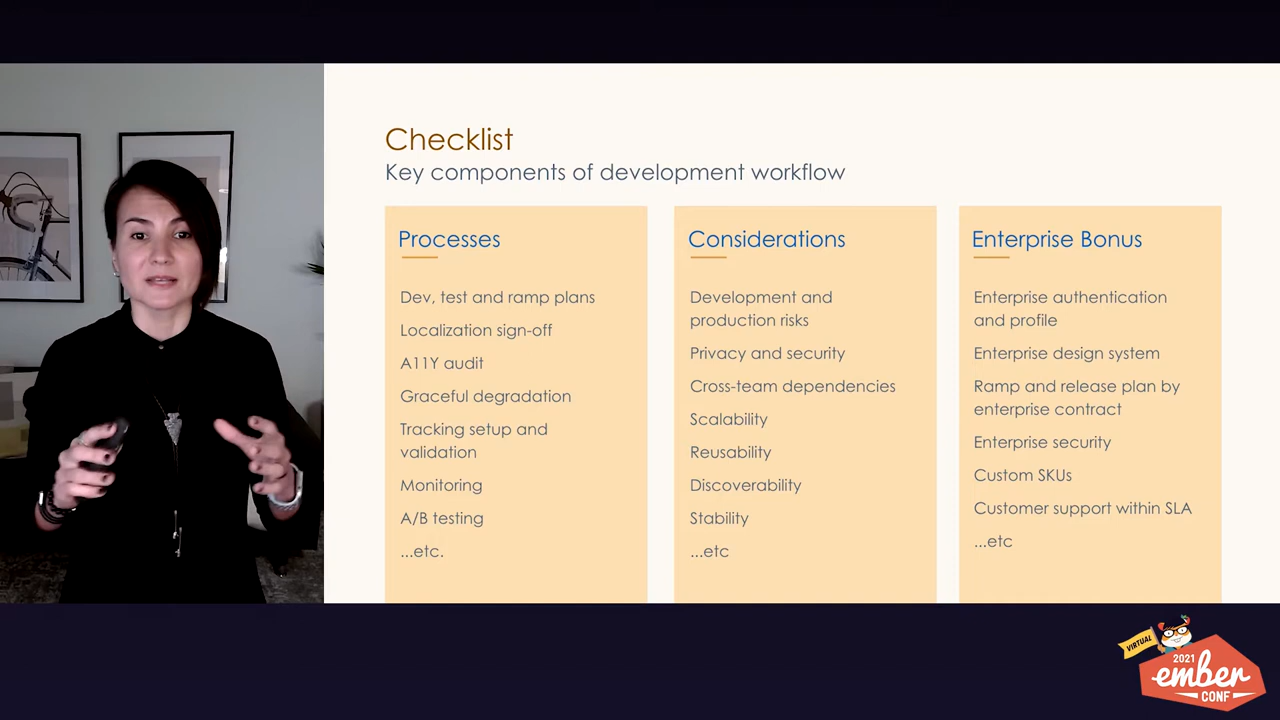 Checklist
Key components of development workflow
Processes
Dev, test and ramp plans
Localization sign-off
A11Y audit
Graceful degradation
Tracking setup and
validation
Monitoring
A/B testing
...etc.
Considerations
Development and
production risks
Privacy and security
Cross-team dependencies
Scalability
Reusability
Discoverability
Stability
...etc
Enterprise Bonus
Enterprise authentication
and profile
Enterprise design system
Ramp and release plan by
enterprise contract
Enterprise security
Custom SKUs
Customer support within SLA
...etc
VIRTUAL
2021
ember
CONF